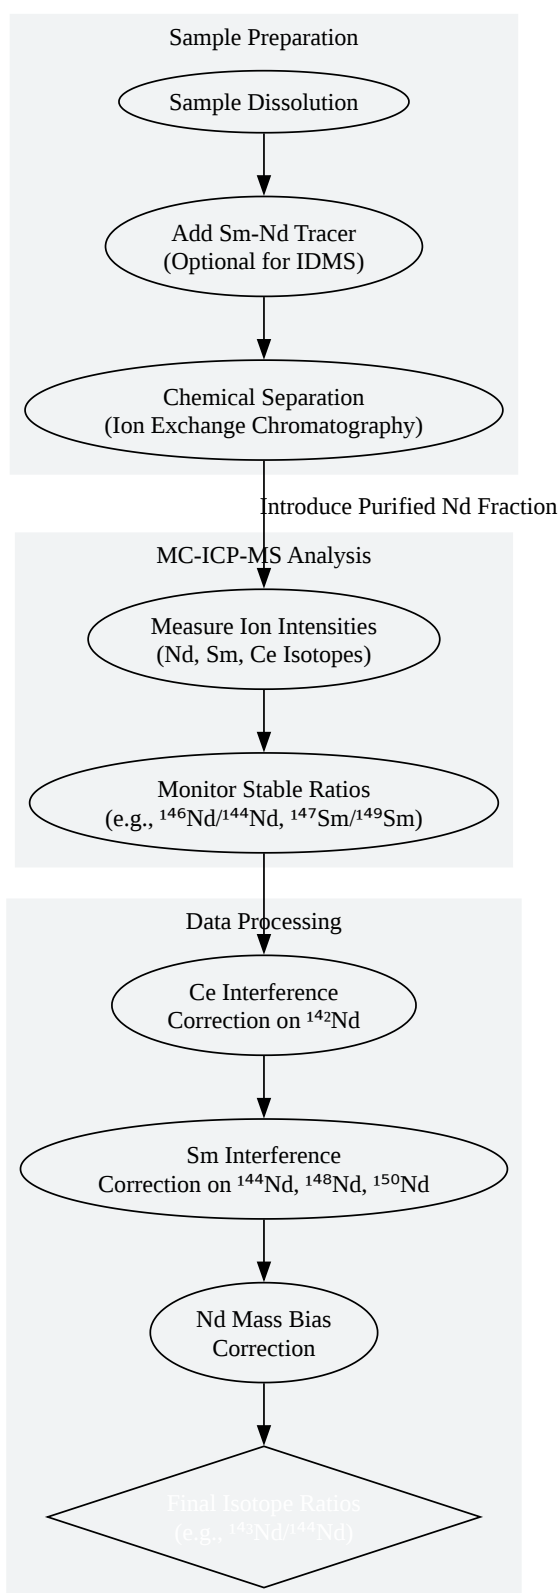 Sample Preparation
Sample Dissolution
Add Sm-Nd Tracer
(Optional for IDMS)
Chemical Separation
(Ion Exchange Chromatography)
Introduce Purified Nd Fraction
MC-ICP-MS Analysis
Measure Ion Intensities
(Nd, Sm, Ce Isotopes)
Monitor Stable Ratios
(e.g., ¹⁴⁶Nd/¹⁴⁴Nd, ¹⁴⁷Sm/¹⁴⁹Sm)
Data Processing
Ce Interference
Correction on ¹⁴²Nd
Sm Interference
Correction on ¹⁴⁴Nd, ¹⁴⁸Nd, ¹⁵⁰Nd
Nd Mass Bias
Correction
Final Isotope Ratios
(e.g., ¹⁴³Nd/¹⁴⁴Nd)